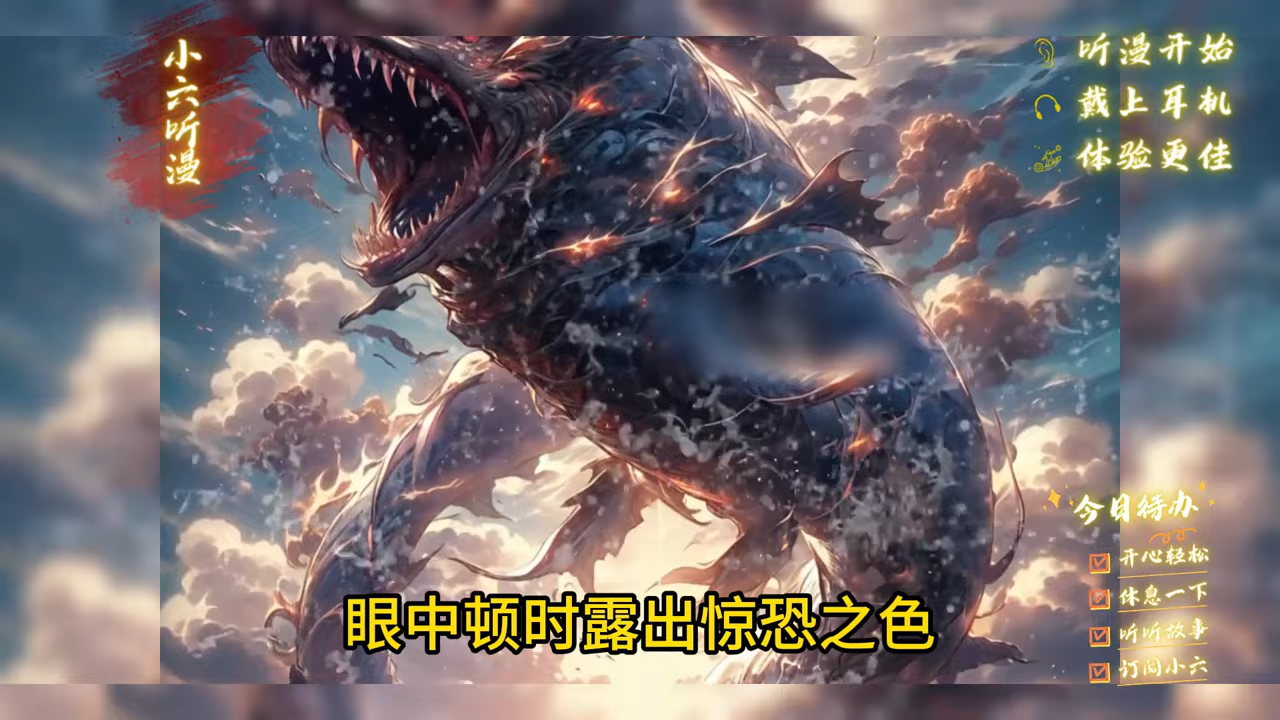 小六听漫
听漫开始
戴上耳机
体验更佳
今日待办
开心轻松
休息一下
听听故事
订阅小六
眼中顿时露出惊恐之色